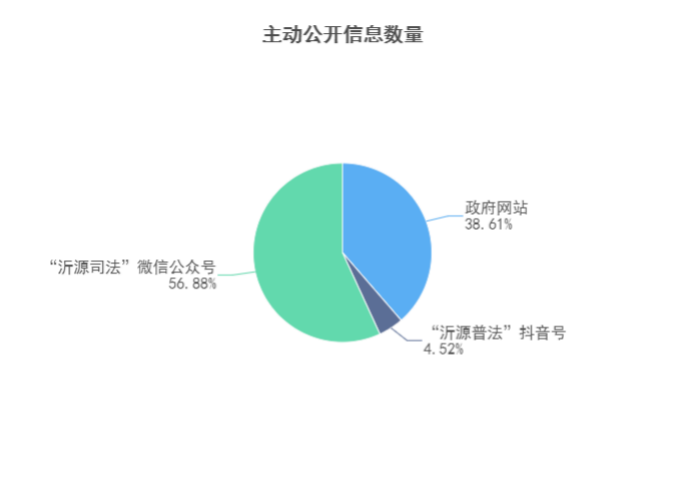 主动公开信息数量
政府网站
38.61%
“沂源司法”微信公众号
56.88%
“沂源普法”抖音号
4.52%